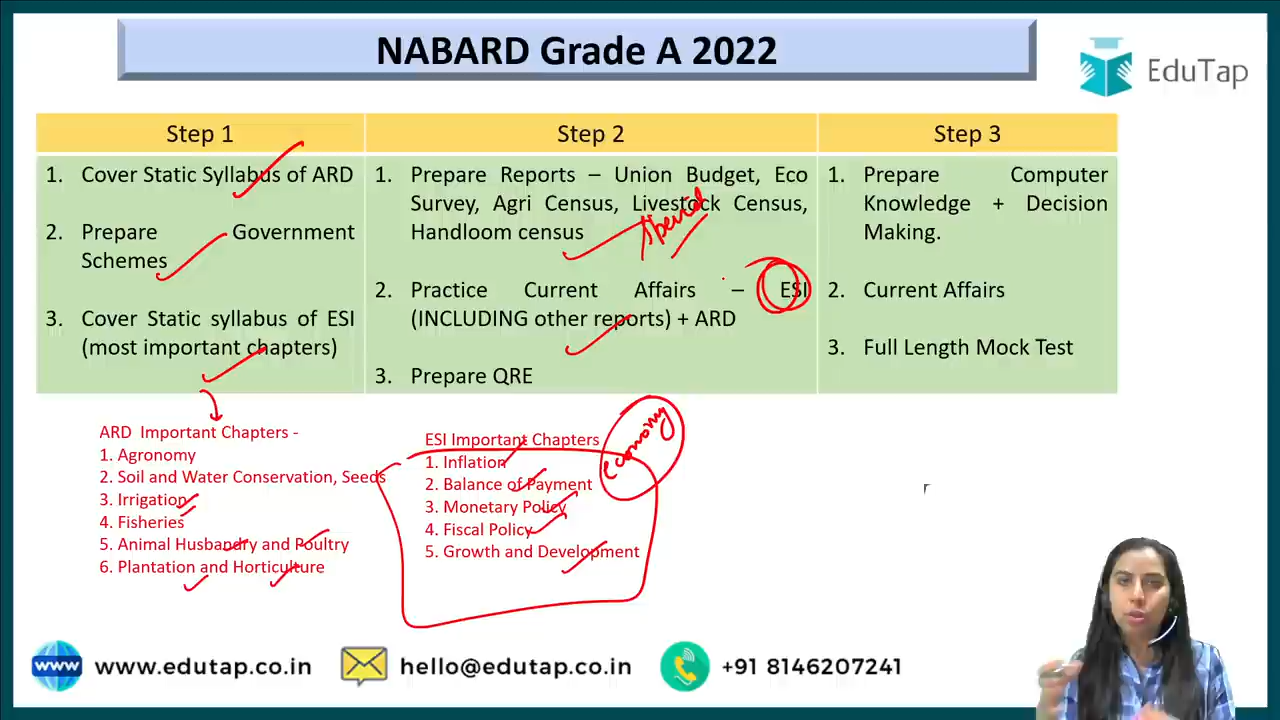 NABARD Grade A 2022
EduTap
Step 1
1. Cover Static Syllabus of ARD
2. Prepare Government
Schemes
3. Cover Static syllabus of ESI
(most important chapters)
Step 2
1. Prepare Reports – Union Budget, Eco
Survey, Agri Census, Livestock Census,
Handloom census
2. Practice Current Affairs – ESI
(INCLUDING other reports) + ARD
3. Prepare QRE
Step 3
1. Prepare Computer
Knowledge + Decision
Making.
2. Current Affairs
3. Full Length Mock Test
ARD Important Chapters -
1. Agronomy
2. Soil and Water Conservation, Seeds
3. Irrigation
4. Fisheries
5. Animal Husbandry and Poultry
6. Plantation and Horticulture
ESI Important Chapters
1. Inflation
2. Balance of Payment
3. Monetary Policy
4. Fiscal Policy
5. Growth and Development
economy
www.edutap.co.in
hello@edutap.co.in
+91 8146207241